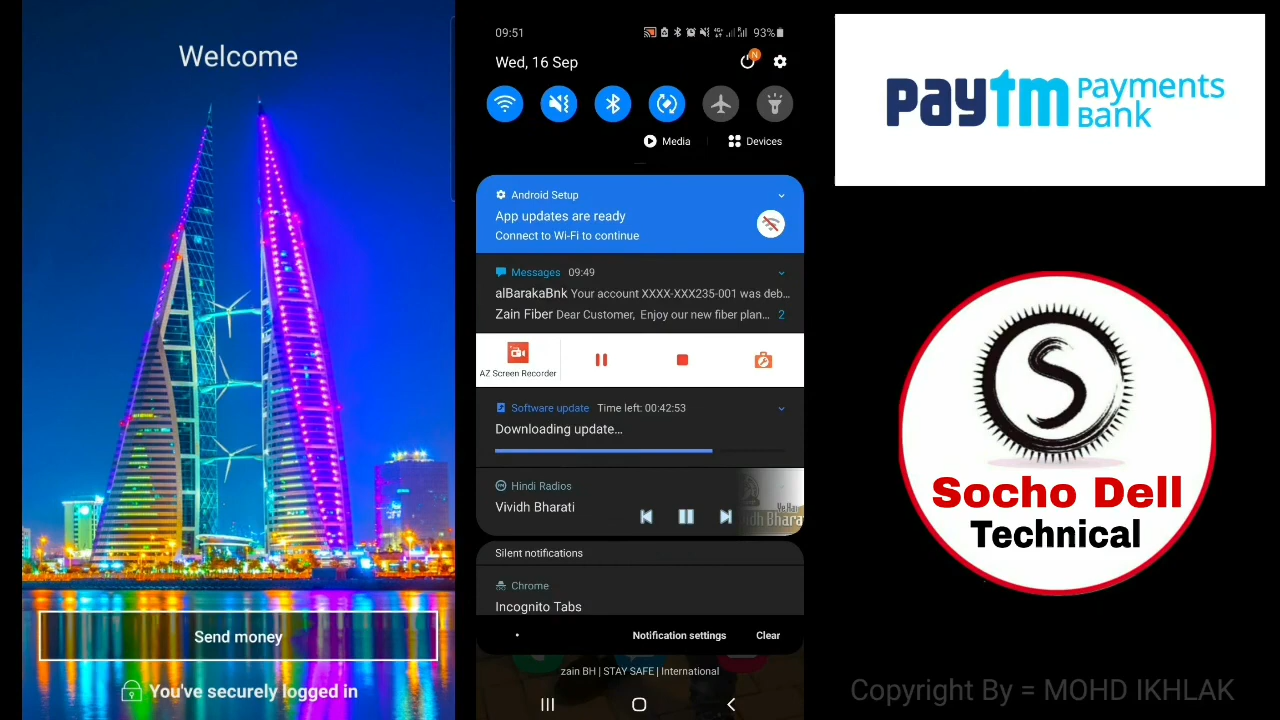 Welcome
Send money
You've securely logged in
09:51
93%
Wed, 16 Sep
N
Media
Devices
Android Setup
App updates are ready
Connect to Wi-Fi to continue
Messages 09:49
alBarakaBnk Your account XXXX-XXX235-001 was deb...
Zain Fiber Dear Customer, Enjoy our new fiber plan... 2
AZ Screen Recorder
Software update Time left: 00:42:53
Downloading update...
Hindi Radios
Vividh Bharati
Silent notifications
Chrome
Incognito Tabs
Notification settings
Clear
zain BH | STAY SAFE | International
paytm Payments
Bank
S
Socho Dell
Technical
Copyright By = MOHD IKHLAK